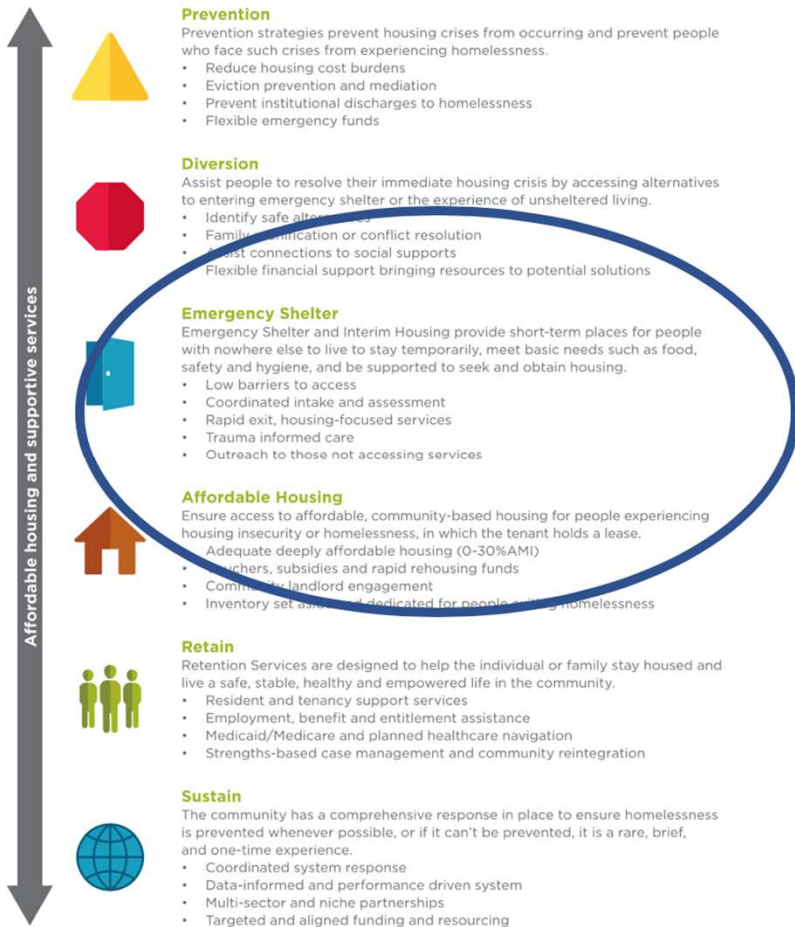 Affordable housing and supportive services
Prevention
Prevention strategies prevent housing crises from occurring and prevent people
who face such crises from experiencing homelessness.
• Reduce housing cost burdens
• Eviction prevention and mediation
• Prevent institutional discharges to homelessness
• Flexible emergency funds
Diversion
Assist people to resolve their immediate housing crisis by accessing alternatives
to entering emergency shelter or the experience of unsheltered living.
• Identify safe alternatives
• Family reunification or conflict resolution
• Assist connections to social supports
Flexible financial support bringing resources to potential solutions
Emergency Shelter
Emergency Shelter and Interim Housing provide short-term places for people
with nowhere else to live to stay temporarily, meet basic needs such as food,
safety and hygiene, and be supported to seek and obtain housing.
• Low barriers to access
• Coordinated intake and assessment
• Rapid exit, housing-focused services
• Trauma informed care
• Outreach to those not accessing services
Affordable Housing
Ensure access to affordable, community-based housing for people experiencing
housing insecurity or homelessness, in which the tenant holds a lease.
Adequate deeply affordable housing (0-30%AMI)
• Vouchers, subsidies and rapid rehousing funds
• Community landlord engagement
• Inventory set aside and dedicated for people exiting homelessness
Retain
Retention Services are designed to help the individual or family stay housed and
live a safe, stable, healthy and empowered life in the community.
• Resident and tenancy support services
• Employment, benefit and entitlement assistance
• Medicaid/Medicare and planned healthcare navigation
• Strengths-based case management and community reintegration
Sustain
The community has a comprehensive response in place to ensure homelessness
is prevented whenever possible, or if it can't be prevented, it is a rare, brief,
and one-time experience.
• Coordinated system response
• Data-informed and performance driven system
• Multi-sector and niche partnerships
• Targeted and aligned funding and resourcing